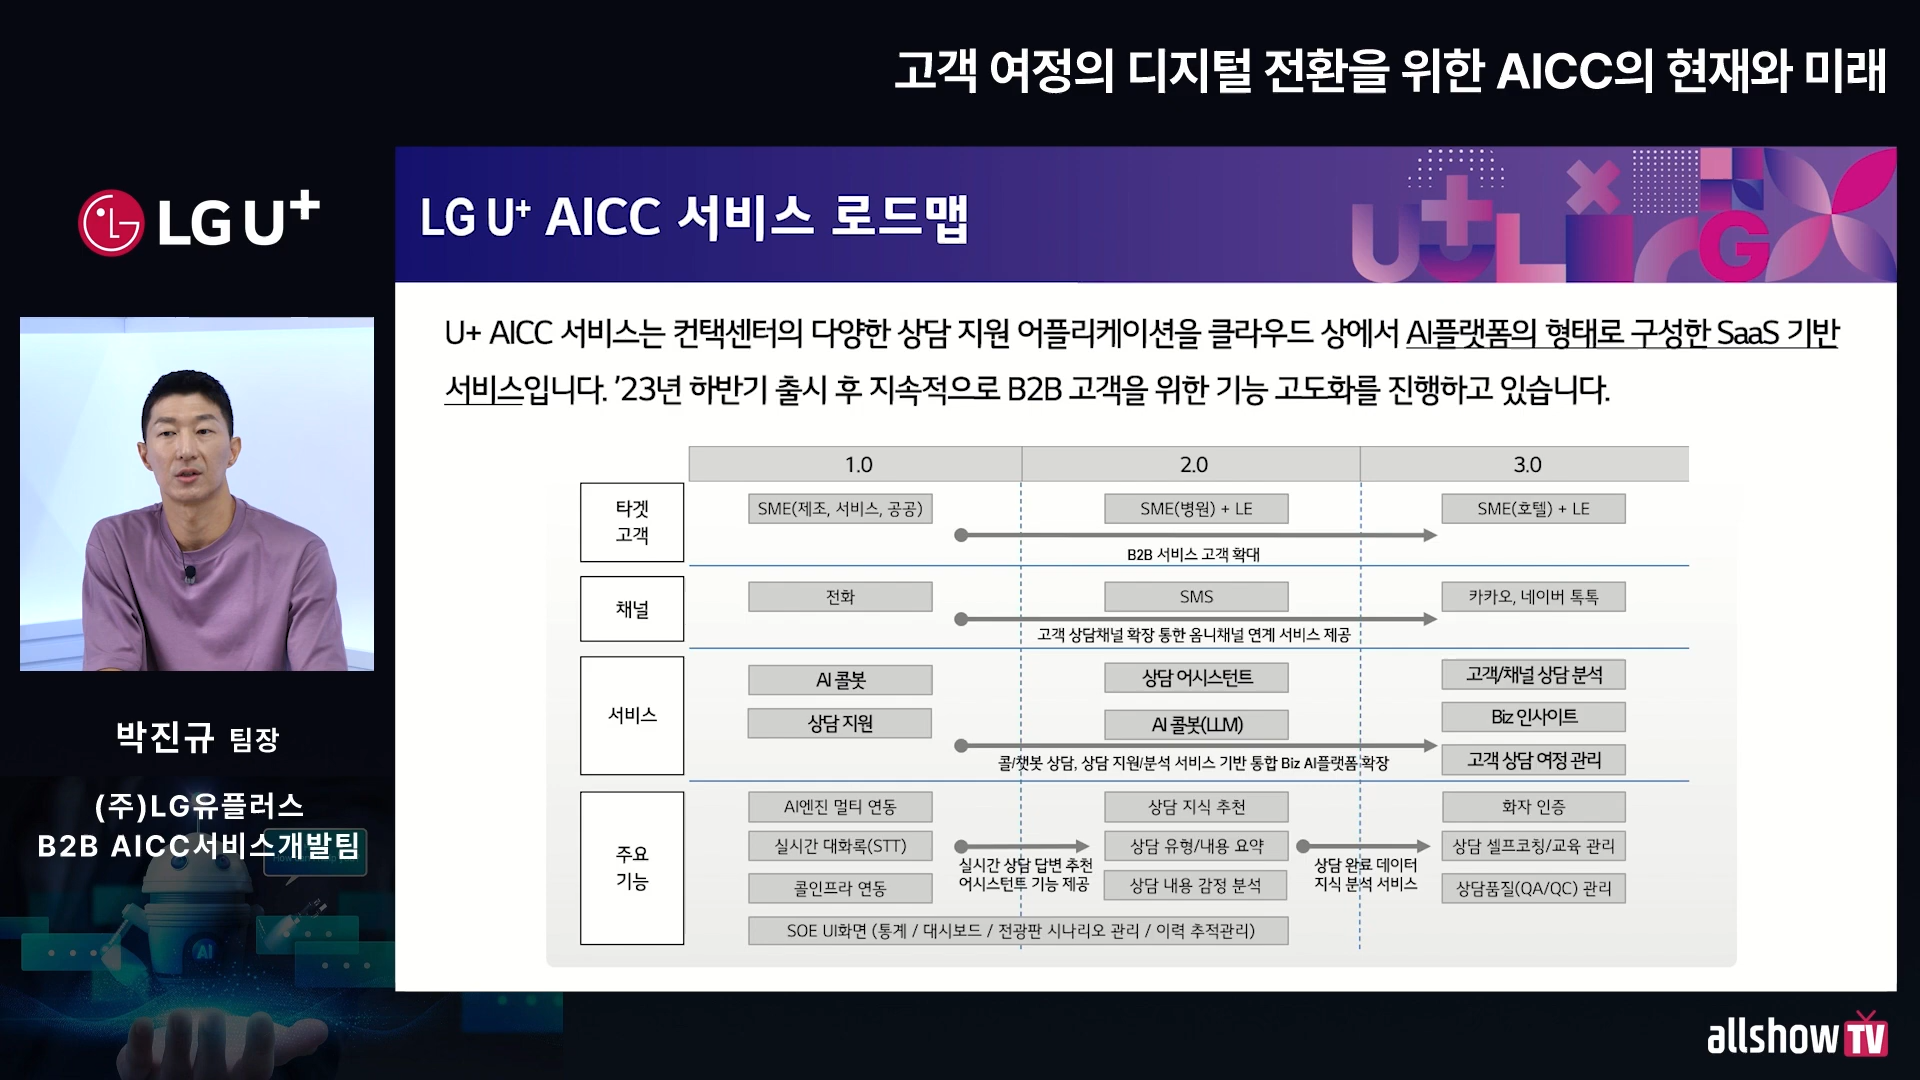 고객 여정의 디지털 전환을 위한 AICC의 현재와 미래
LG U+
LG U+ AICC 서비스 로드맵
U+LG
U+ AICC 서비스는 컨택센터의 다양한 상담 지원 어플리케이션을 클라우드 상에서 AI플랫폼의 형태로 구성한 SaaS 기반
서비스입니다. ’23년 하반기 출시 후 지속적으로 B2B 고객을 위한 기능 고도화를 진행하고 있습니다.
1.0 2.0 3.0
타겟
고객
SME(제조, 서비스, 공공) SME(병원) + LE SME(호텔) + LE
B2B 서비스 고객 확대
채널
전화 SMS 카카오, 네이버 톡톡
고객 상담채널 확장 통한 옴니채널 연계 서비스 제공
서비스
AI 콜봇 상담 어시스턴트 고객/채널 상담 분석
상담 지원 AI 콜봇(LLM) Biz 인사이트
고객 상담 여정 관리
콜/챗봇 상담, 상담 지원/분석 서비스 기반 통합 Biz AI플랫폼 확장
주요
기능
AI엔진 멀티 연동 상담 지식 추천 화자 인증
실시간 대화록(STT) 상담 유형/내용 요약 상담 셀프코칭/교육 관리
실시간 상담 답변 추천
어시스턴트 기능 제공
상담 완료 데이터
지식 분석 서비스
콜인프라 연동 상담 내용 감정 분석 상담품질(QA/QC) 관리
SOE UI화면 (통계 / 대시보드 / 전광판 시나리오 관리 / 이력 추적관리)
박진규 팀장
(주)LG유플러스
B2B AICC서비스개발팀
AI
allshow TV